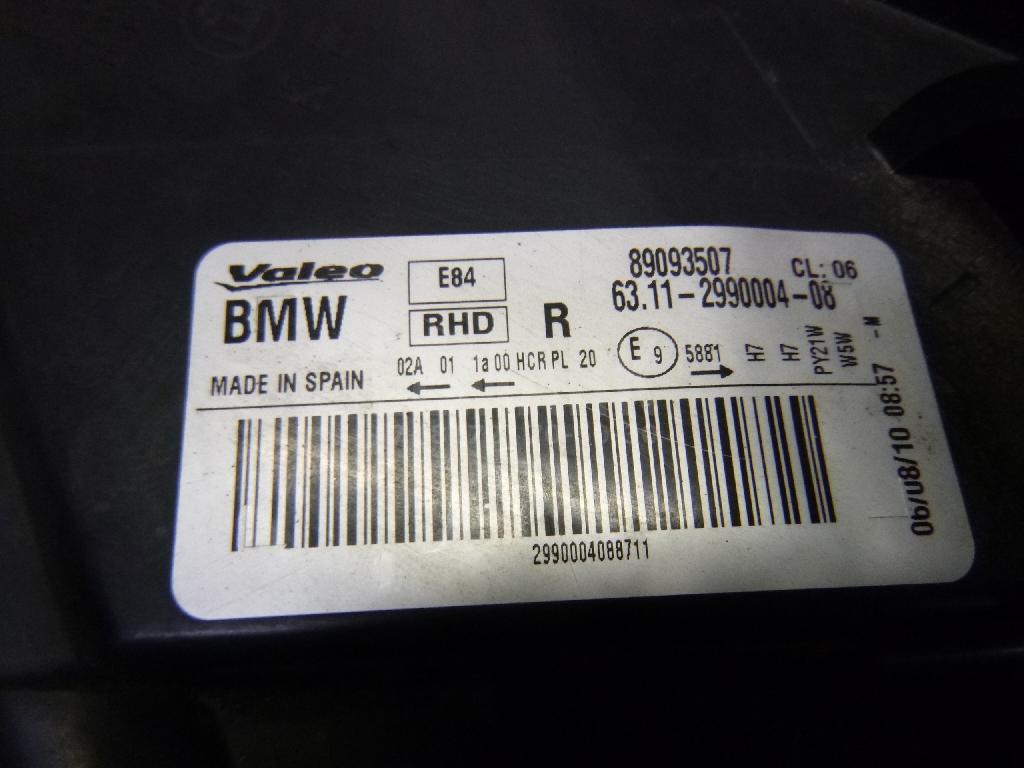 Valeo
BMW
MADE IN SPAIN
E84
RHD
R
89093507
CL: 06
63.11-2990004-08
02A 01 1a 00 HCR PL 20
E 9
5881
H7
H7
PY21W
W5W
06/08/10 08:57 -M
2990004088711